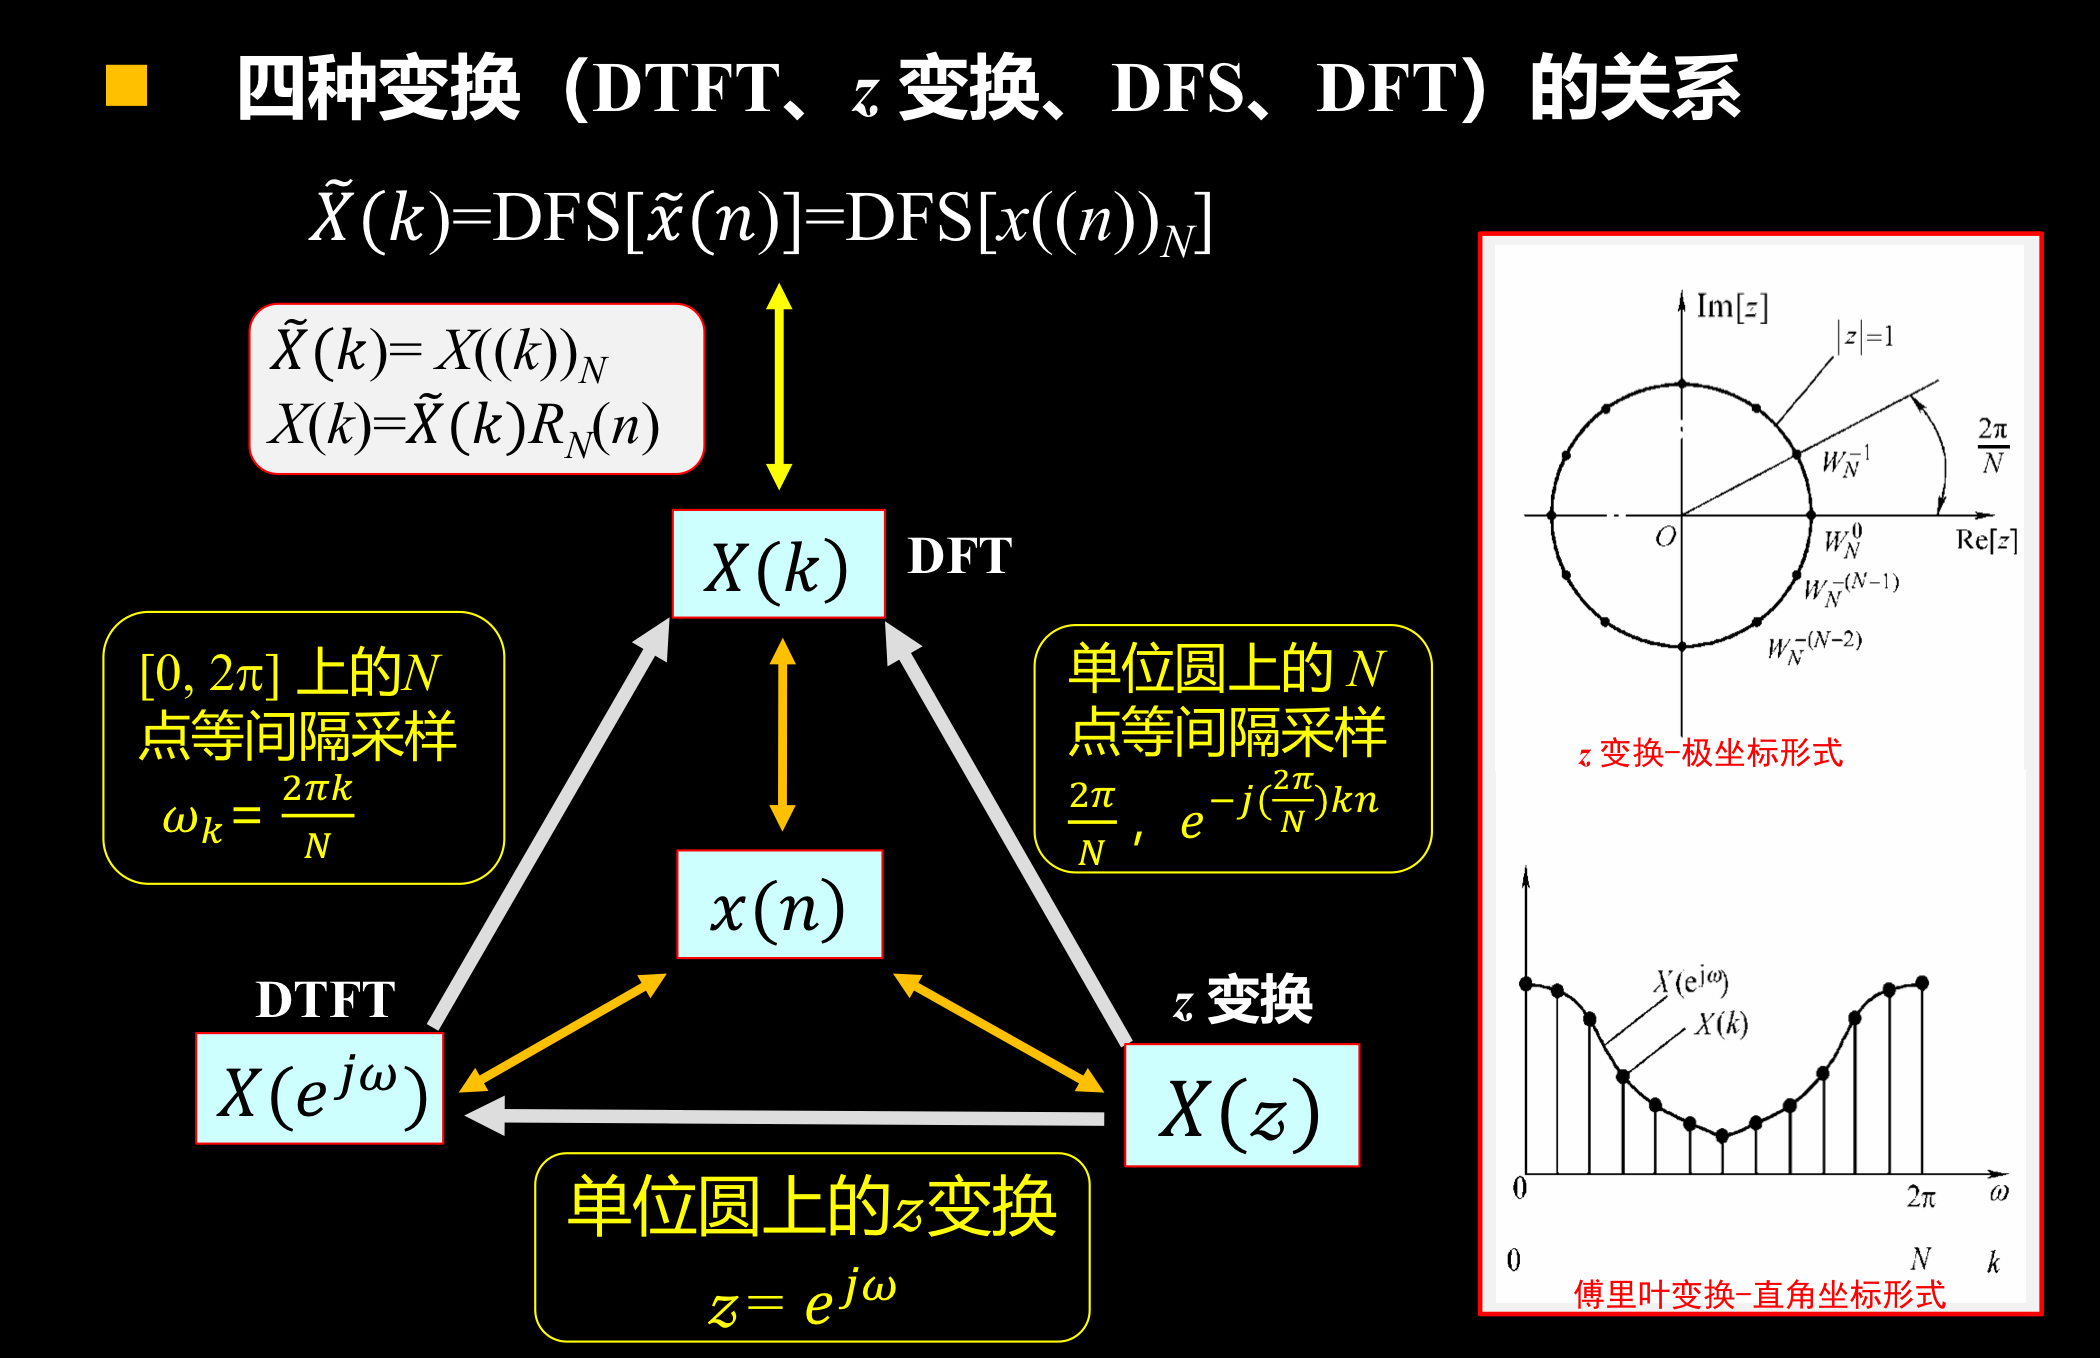 四种变换（DTFT、z 变换、DFS、DFT）的关系
X̃(k)=DFS[x̃(n)]=DFS[x((n))_N]
X̃(k)= X((k))_N
X(k)=X̃(k)R_N(n)
X(k)
DFT
[0, 2π] 上的N
点等间隔采样
ω_k = 2πk/N
单位圆上的 N
点等间隔采样
2π/N , e^{-j(2π/N)kn}
x(n)
DTFT
X(e^{jω})
z 变换
X(z)
单位圆上的z变换
z= e^{jω}
Im[z]
|z|=1
2π/N
W_N^{-1}
O
W_N^0
Re[z]
W_N^{-(N-1)}
W_N^{-(N-2)}
z 变换-极坐标形式
X(e^{jω})
X(k)
0
2π
ω
0
N
k
傅里叶变换-直角坐标形式